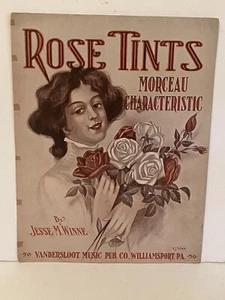 ROSE TINTS
MORCEAU
CHARACTERISTIC
By
JESSE M. WINNE
VANDERSLOOT MUSIC PUB. CO. WILLIAMSPORT, PA.